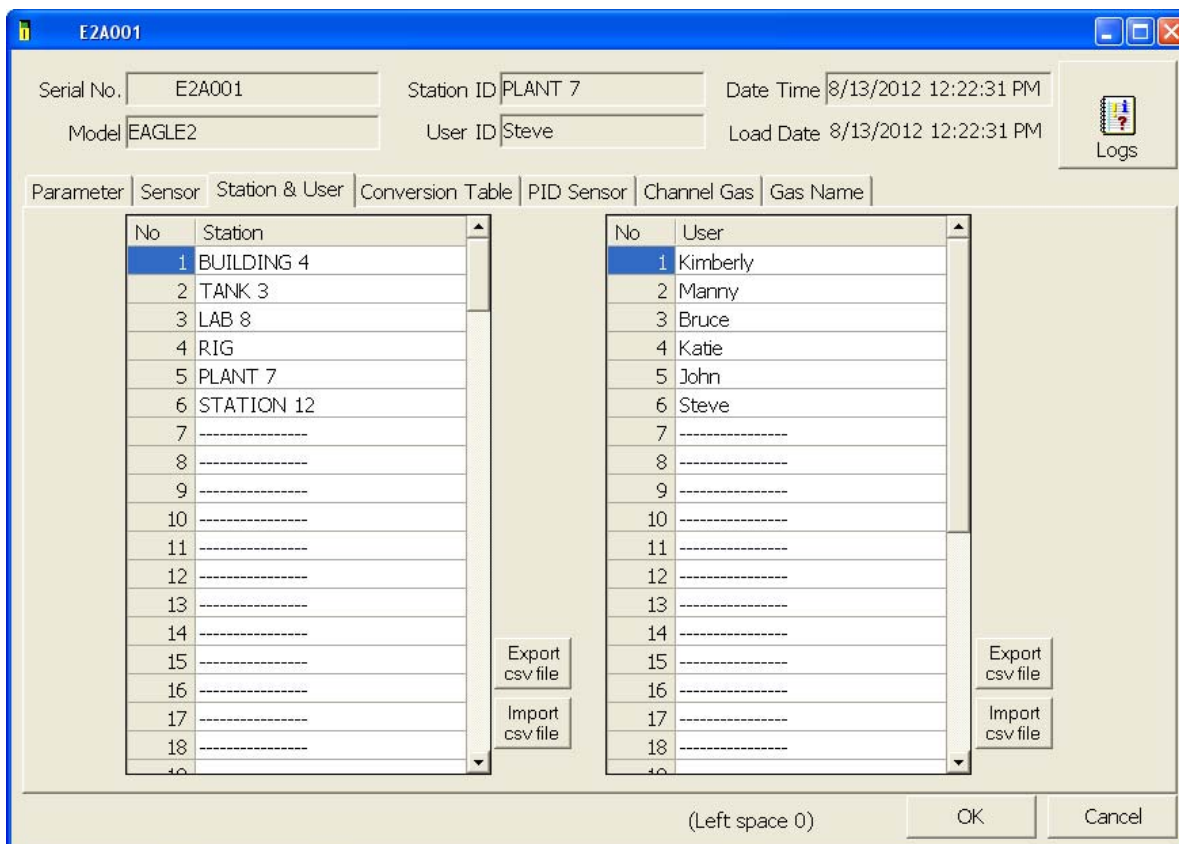 E2A001
Serial No. E2A001 Station ID PLANT 7 Date Time 8/13/2012 12:22:31 PM
Model EAGLE2 User ID Steve Load Date 8/13/2012 12:22:31 PM
Logs
Parameter Sensor Station & User Conversion Table PID Sensor Channel Gas Gas Name
No Station
1 BUILDING 4
2 TANK 3
3 LAB 8
4 RIG
5 PLANT 7
6 STATION 12
7 ----------------
8 ----------------
9 ----------------
10 ----------------
11 ----------------
12 ----------------
13 ----------------
14 ----------------
15 ----------------
16 ----------------
17 ----------------
18 ----------------
19
Export
csv file
Import
csv file
No User
1 Kimberly
2 Manny
3 Bruce
4 Katie
5 John
6 Steve
7 ----------------
8 ----------------
9 ----------------
10 ----------------
11 ----------------
12 ----------------
13 ----------------
14 ----------------
15 ----------------
16 ----------------
17 ----------------
18 ----------------
19
Export
csv file
Import
csv file
(Left space 0) OK Cancel